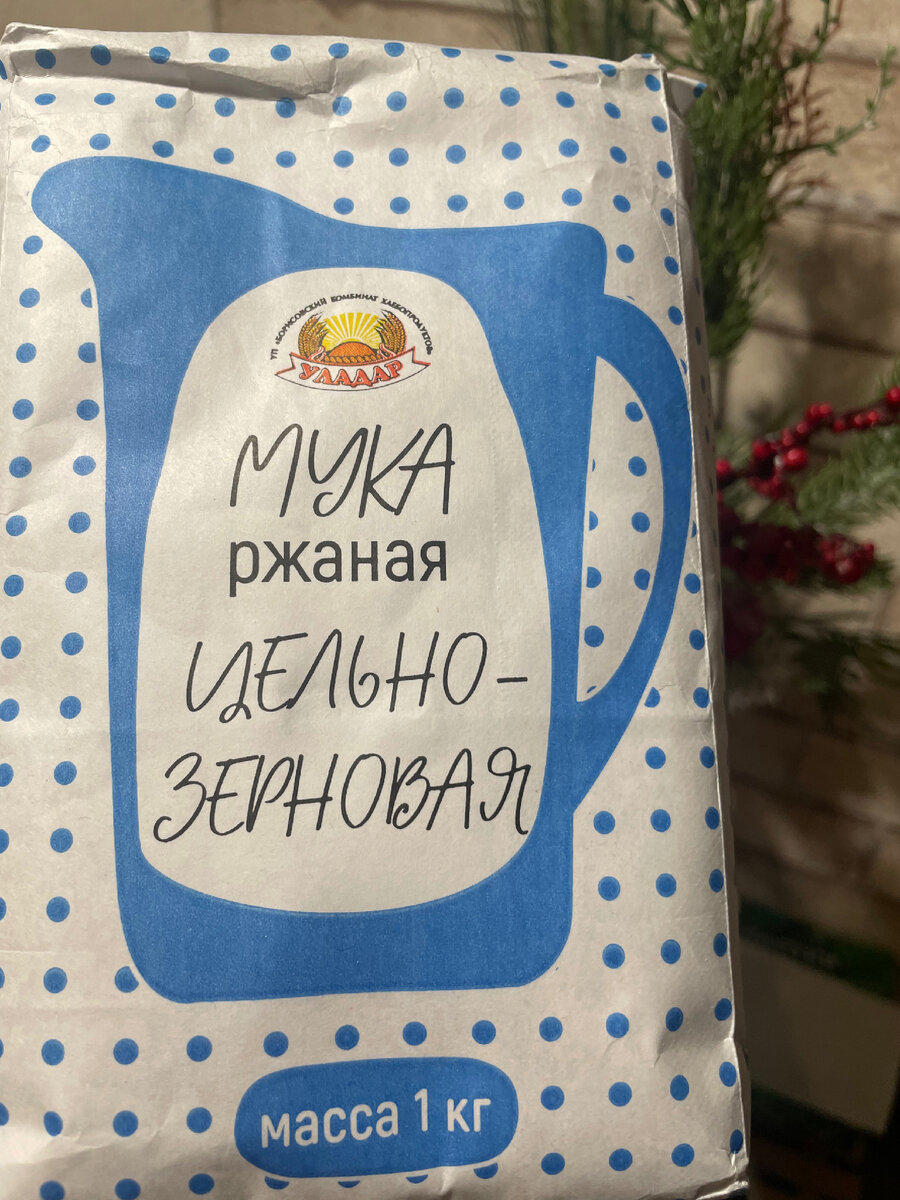 УП «БОРИСОВСКИЙ КОМБИНАТ ХЛЕБОПРОДУКТОВ»
УЛАДАР
МУКА
ржаная
ЦЕЛЬНО-
ЗЕРНОВАЯ
масса 1 кг